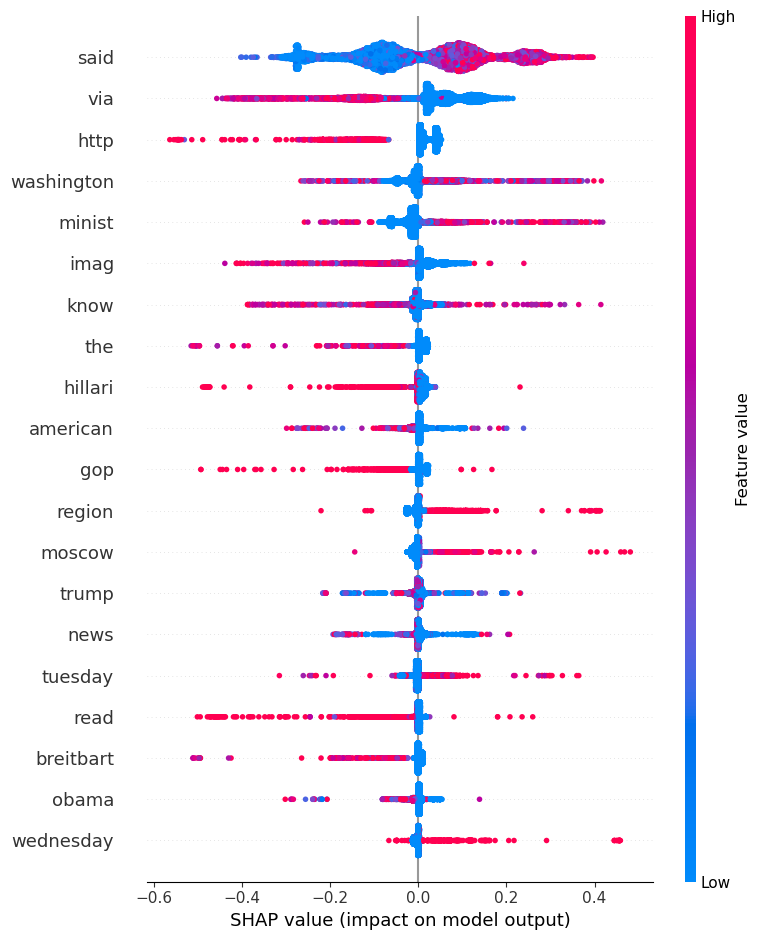 High
said
via
http
washington
minist
imag
know
the
hillari
american
gop
region
moscow
trump
news
tuesday
read
breitbart
obama
wednesday
Feature value
Low
−0.6 −0.4 −0.2 0.0 0.2 0.4
SHAP value (impact on model output)